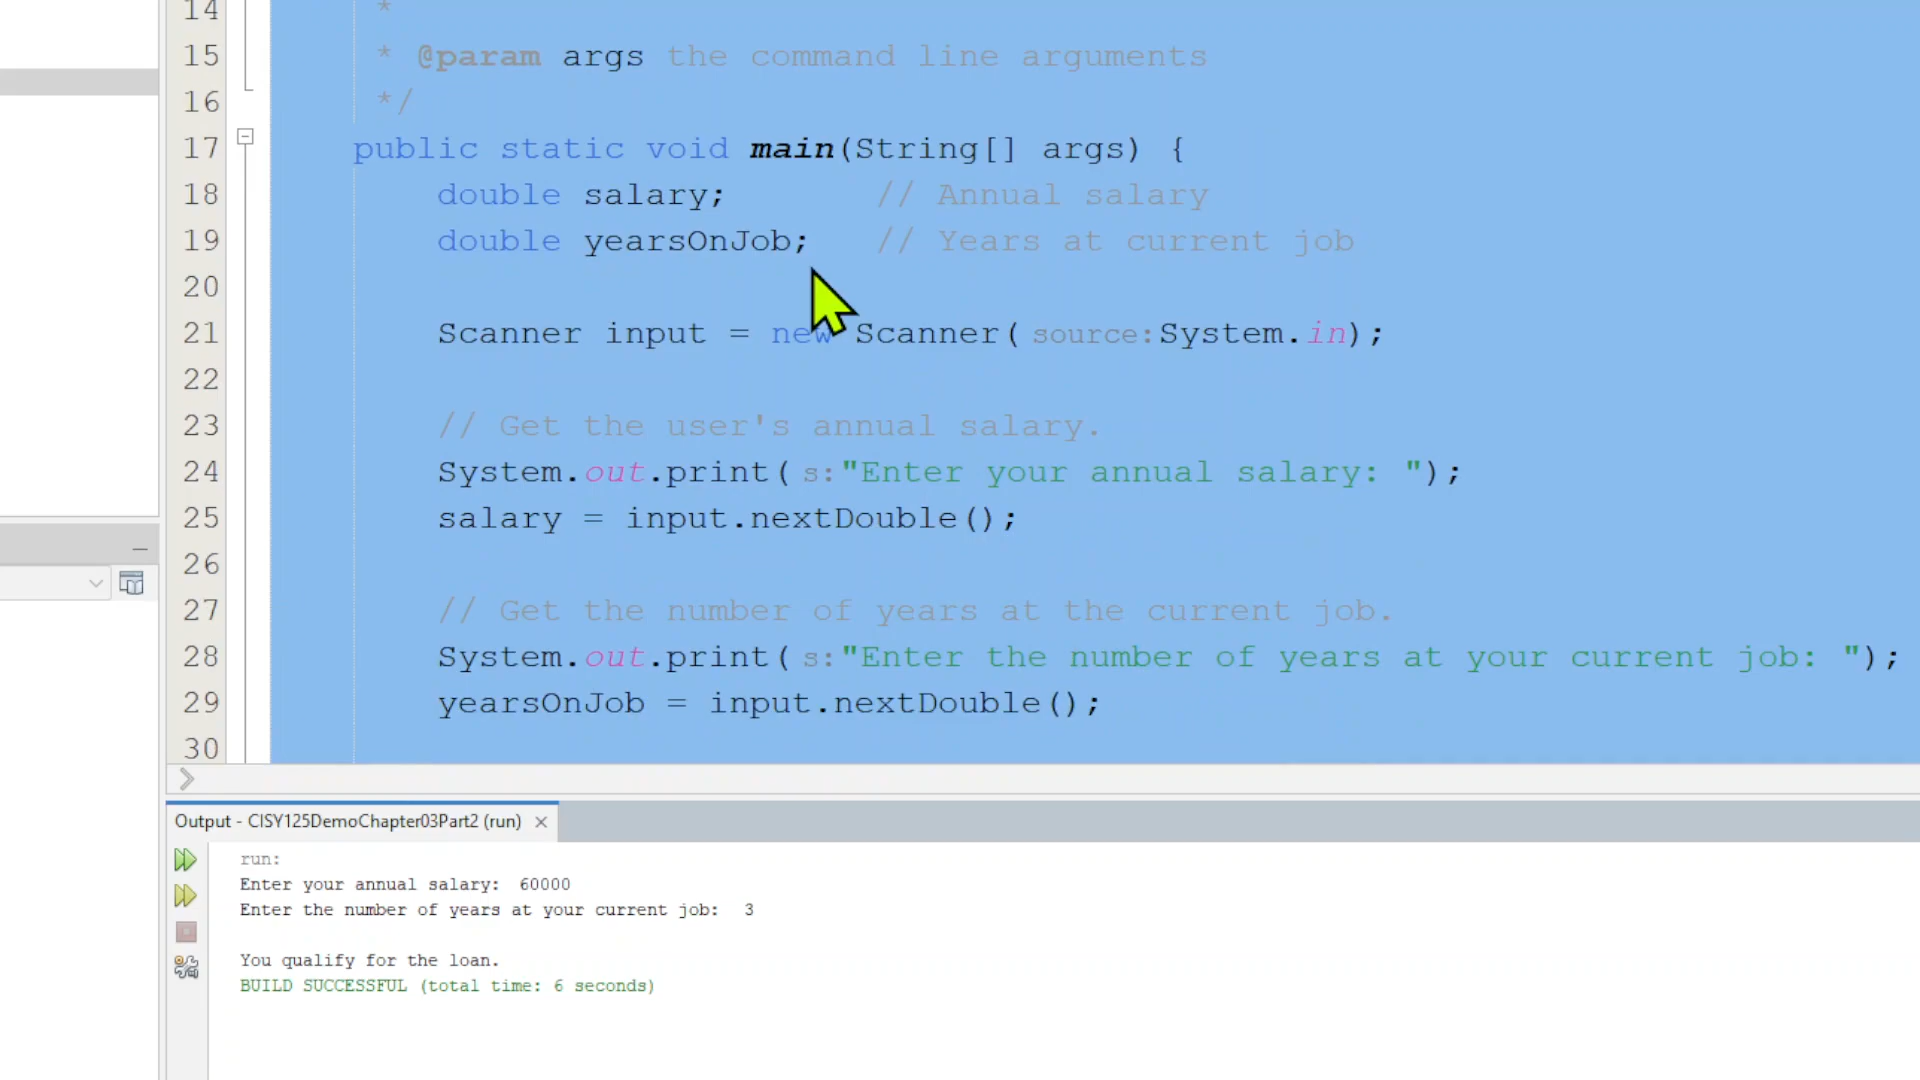 14 *
15 * @param args the command line arguments
16 */
17 public static void main(String[] args) {
18 double salary; // Annual salary
19 double yearsOnJob; // Years at current job
20
21 Scanner input = new Scanner( source:System.in);
22
23 // Get the user's annual salary.
24 System.out.print( s:"Enter your annual salary: ");
25 salary = input.nextDouble();
26
27 // Get the number of years at the current job.
28 System.out.print( s:"Enter the number of years at your current job: ");
29 yearsOnJob = input.nextDouble();
30
Output - CISY125DemoChapter03Part2 (run) ×
run:
Enter your annual salary: 60000
Enter the number of years at your current job: 3
You qualify for the loan.
BUILD SUCCESSFUL (total time: 6 seconds)